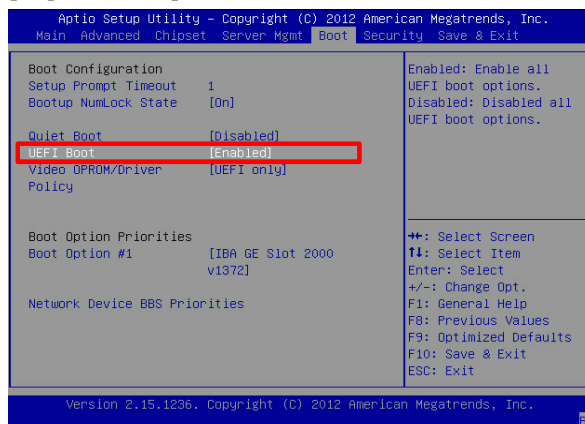 Aptio Setup Utility – Copyright (C) 2012 American Megatrends, Inc.
Main Advanced Chipset Server Mgmt Boot Security Save & Exit
Boot Configuration
Setup Prompt Timeout 1
Bootup NumLock State [On]
Quiet Boot [Disabled]
UEFI Boot [Enabled]
Video OPROM/Driver [UEFI only]
Policy
Boot Option Priorities
Boot Option #1 [IBA GE Slot 2000
v1372]
Network Device BBS Priorities
Enabled: Enable all
UEFI boot options.
Disabled: Disabled all
UEFI boot options.
→←: Select Screen
↑↓: Select Item
Enter: Select
+/-: Change Opt.
F1: General Help
F8: Previous Values
F9: Optimized Defaults
F10: Save & Exit
ESC: Exit
Version 2.15.1236. Copyright (C) 2012 American Megatrends, Inc.